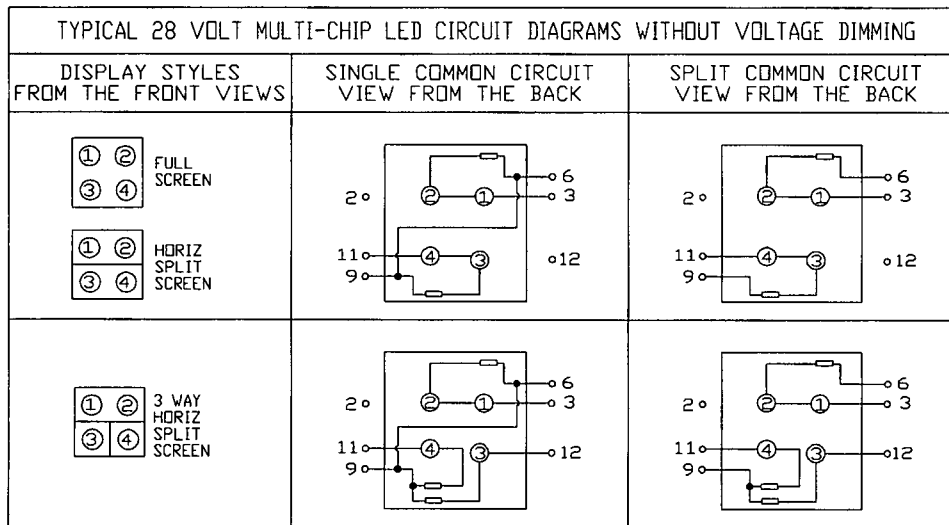 TYPICAL 28 VOLT MULTI-CHIP LED CIRCUIT DIAGRAMS WITHOUT VOLTAGE DIMMING
DISPLAY STYLES
FROM THE FRONT VIEWS
SINGLE COMMON CIRCUIT
VIEW FROM THE BACK
SPLIT COMMON CIRCUIT
VIEW FROM THE BACK
1 2
3 4
FULL
SCREEN
1 2
3 4
HORIZ
SPLIT
SCREEN
6
2 2 1 3
11 4 3 12
9
6
2 2 1 3
11 4 3 12
9
1 2
3 4
3 WAY
HORIZ
SPLIT
SCREEN
6
2 2 1 3
11 4 3 12
9
6
2 2 1 3
11 4 3 12
9